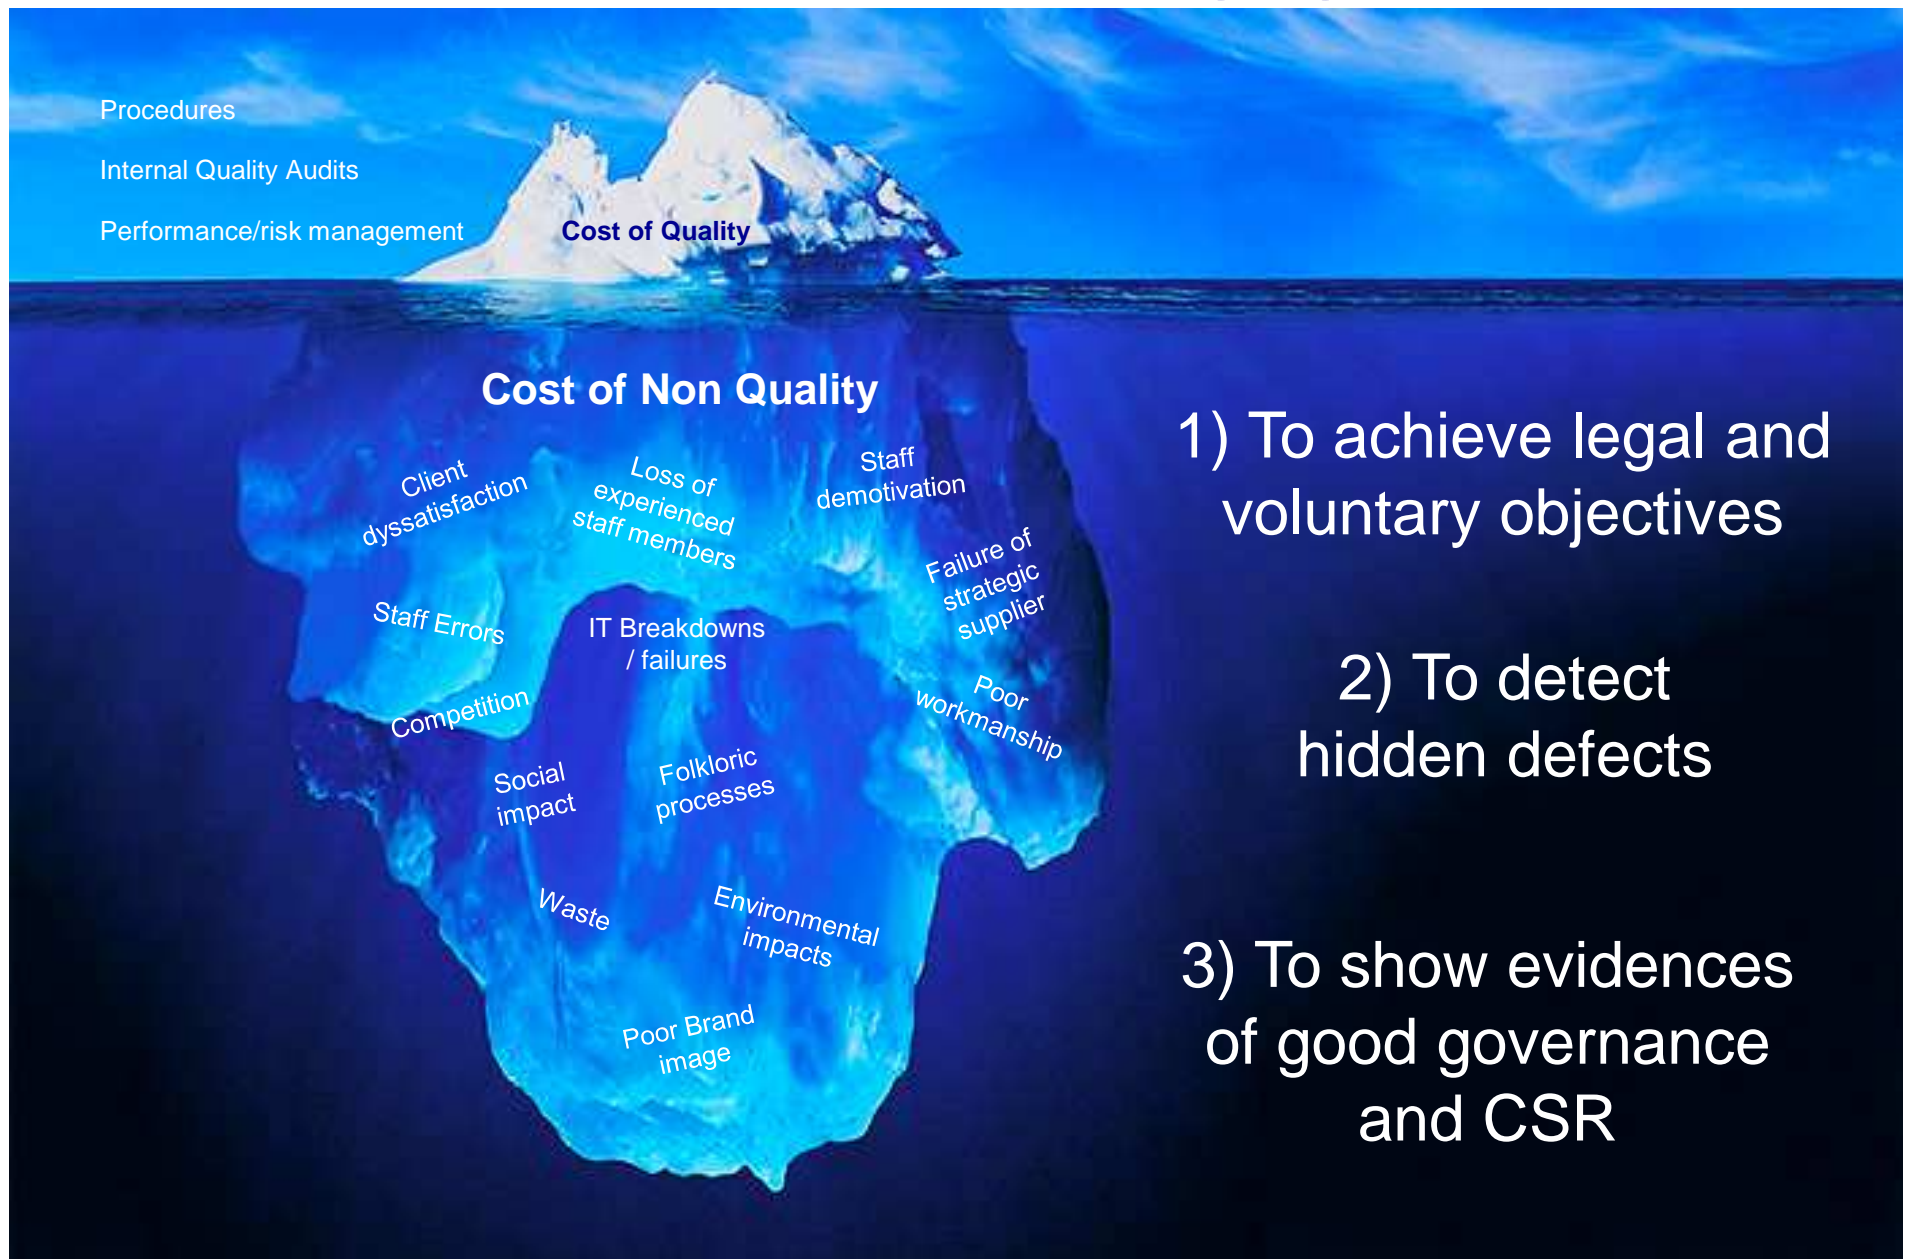 Procedures
Internal Quality Audits
Performance/risk management
Cost of Quality
Cost of Non Quality
Client
dyssatisfaction
Loss of
experienced
staff members
Staff
demotivation
Failure of
strategic
supplier
Staff Errors
IT Breakdowns
/ failures
Competition
Poor
workmanship
Social
impact
Folkloric
processes
Waste
Environmental
impacts
Poor Brand
image
1) To achieve legal and
voluntary objectives
2) To detect
hidden defects
3) To show evidences
of good governance
and CSR